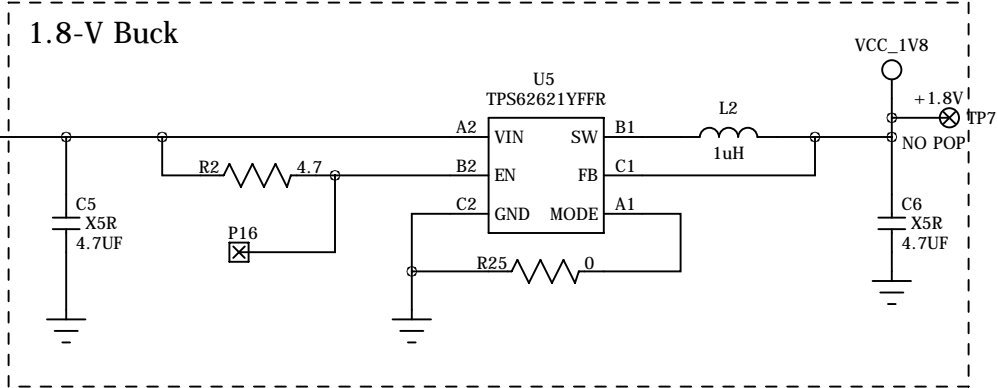 1.8-V Buck
VCC_1V8
U5
TPS62621YFFR
+1.8V
TP7
L2
A2
VIN
SW
B1
NO POP
1uH
R2
4.7
B2
EN
FB
C1
C5
X5R
4.7UF
C2
GND
MODE
A1
C6
X5R
4.7UF
P16
R25
0